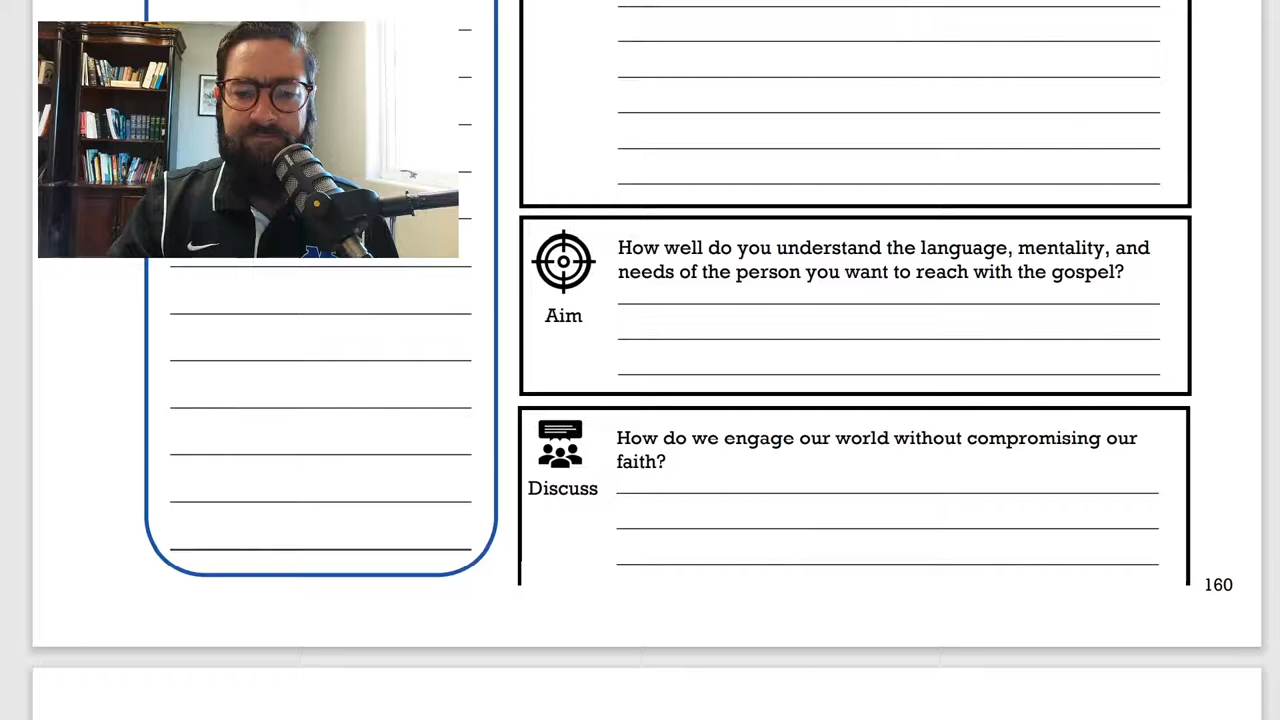 How well do you understand the language, mentality, and
needs of the person you want to reach with the gospel?
Aim
How do we engage our world without compromising our
faith?
Discuss
160